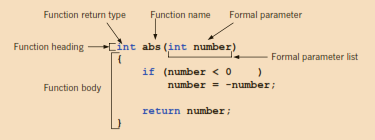 Function return type Function name Formal parameter
Function heading int abs(int number)
Formal parameter list
{
if (number < 0 )
Function body number = -number;
return number;
}